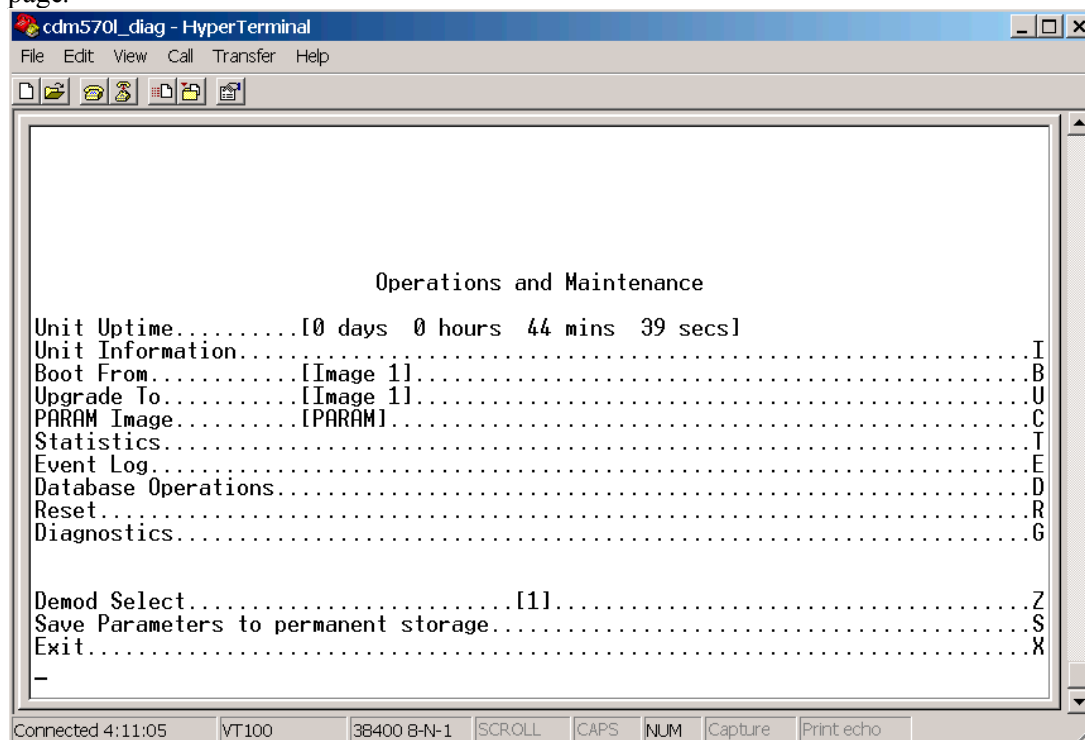 page.
cdm570l_diag - HyperTerminal
File Edit View Call Transfer Help
Operations and Maintenance
Unit Uptime..........[0 days 0 hours 44 mins 39 secs]
Unit Information..............................................................I
Boot From............[Image 1]................................................B
Upgrade To...........[Image 1]................................................U
PARAM Image..........[PARAM]..................................................C
Statistics....................................................................T
Event Log.....................................................................E
Database Operations...........................................................D
Reset.........................................................................R
Diagnostics...................................................................G
Demod Select..........................[1].....................................Z
Save Parameters to permanent storage..........................................S
Exit..........................................................................X
Connected 4:11:05 VT100 38400 8-N-1 SCROLL CAPS NUM Capture Print echo